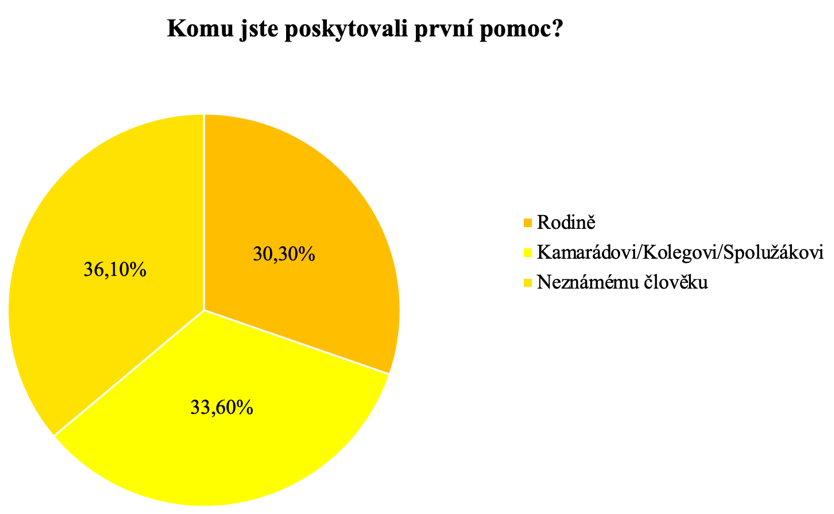 Komu jste poskytovali první pomoc?
36,10%
30,30%
33,60%
Rodině
Kamarádovi/Kolegovi/Spolužákovi
Neznámému člověku